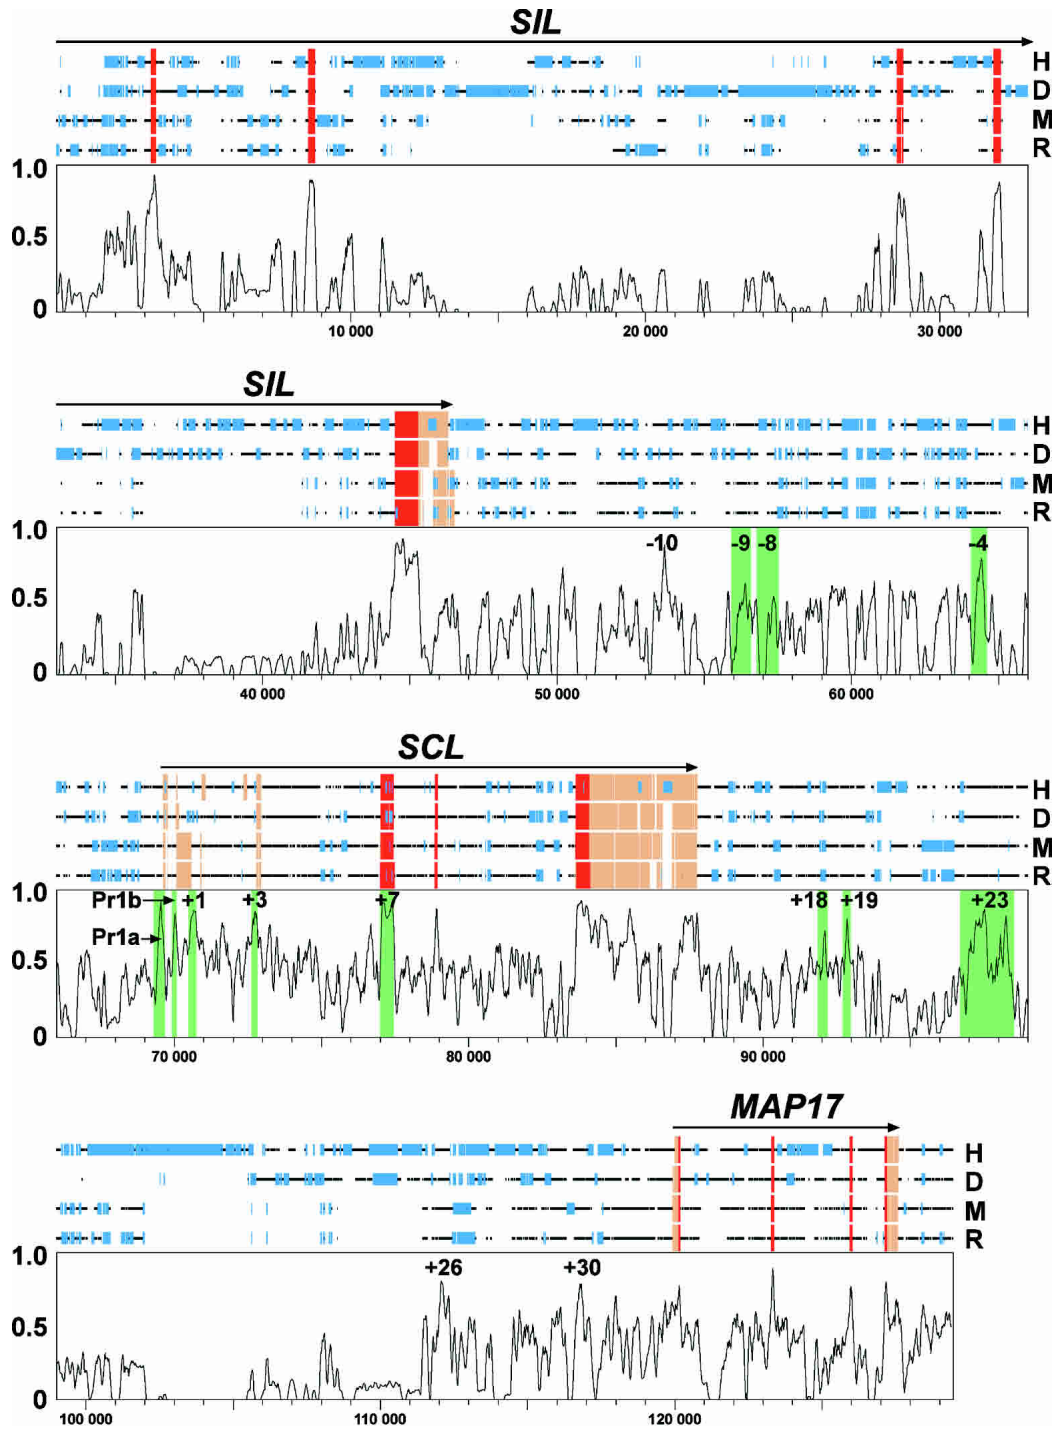 SIL
H
D
M
R
1.0
0.5
0
10 000 20 000 30 000
SIL
H
D
M
R
1.0
-10 -9 -8 -4
0.5
0
40 000 50 000 60 000
SCL
H
D
M
R
1.0
Pr1b +1 +3 +7 +18 +19 +23
Pr1a
0.5
0
70 000 80 000 90 000
MAP17
H
D
M
R
1.0
+26 +30
0.5
0
100 000 110 000 120 000